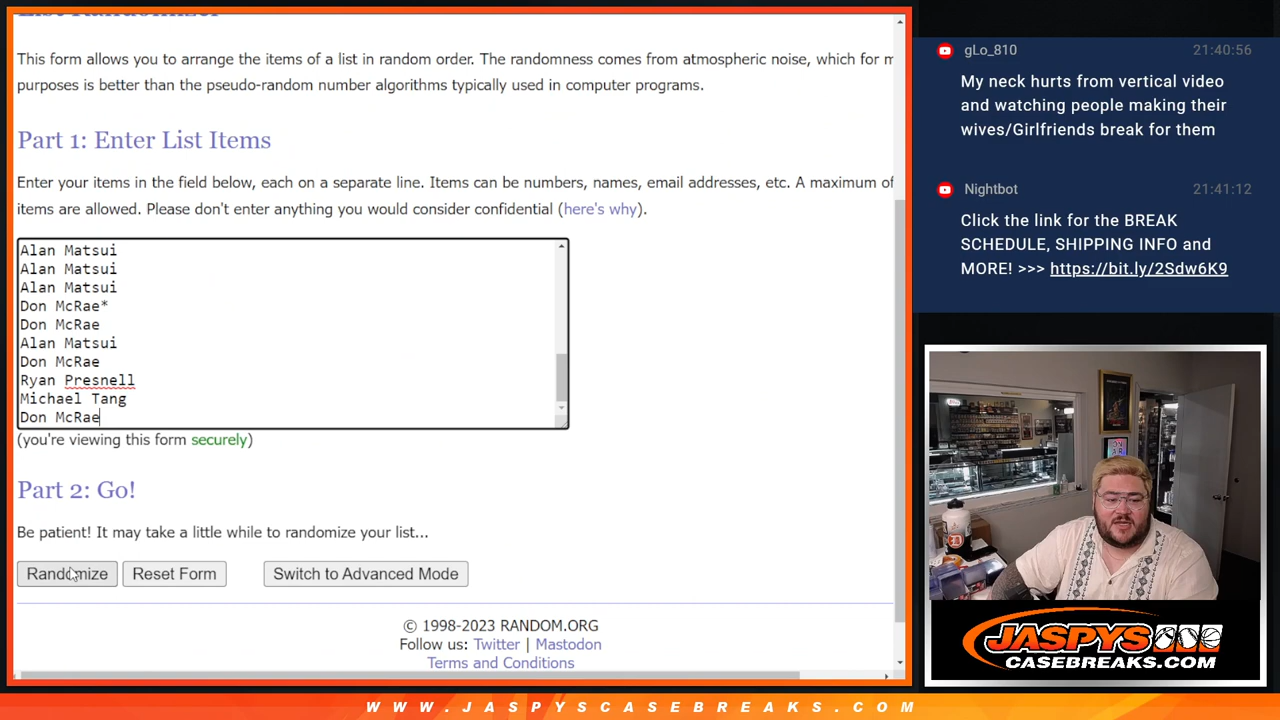 List Randomizer
This form allows you to arrange the items of a list in random order. The randomness comes from atmospheric noise, which for m
purposes is better than the pseudo-random number algorithms typically used in computer programs.
Part 1: Enter List Items
Enter your items in the field below, each on a separate line. Items can be numbers, names, email addresses, etc. A maximum of
items are allowed. Please don't enter anything you would consider confidential (here's why).
Alan Matsui
Alan Matsui
Alan Matsui
Don McRae*
Don McRae
Alan Matsui
Don McRae
Ryan Presnell
Michael Tang
Don McRae
(you're viewing this form securely)
Part 2: Go!
Be patient! It may take a little while to randomize your list...
Randomize Reset Form Switch to Advanced Mode
© 1998-2023 RANDOM.ORG
Follow us: Twitter | Mastodon
Terms and Conditions
gLo_810 21:40:56
My neck hurts from vertical video
and watching people making their
wives/Girlfriends break for them
Nightbot 21:41:12
Click the link for the BREAK
SCHEDULE, SHIPPING INFO and
MORE! >>> https://bit.ly/2Sdw6K9
JASPYS
CASEBREAKS.COM
WWW.JASPYSCASEBREAKS.COM